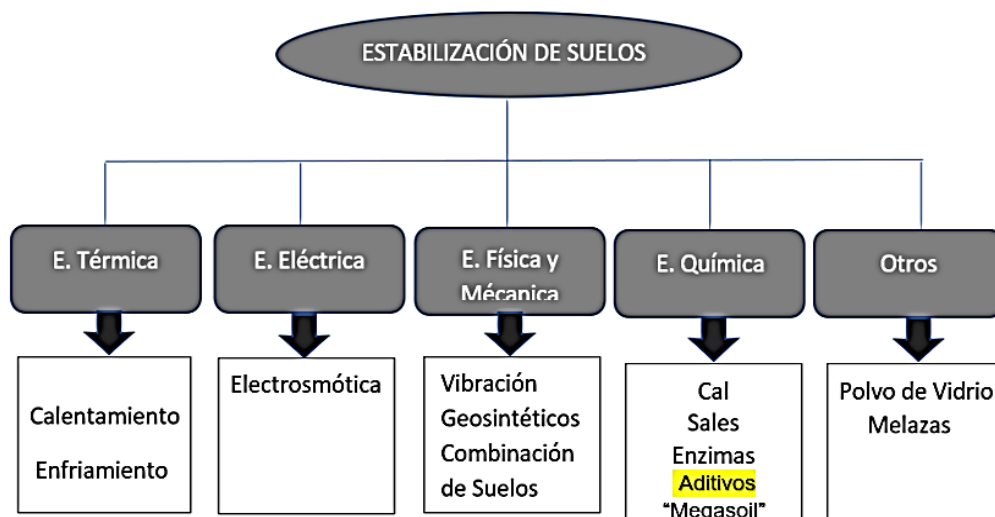 ESTABILIZACIÓN DE SUELOS
E. Térmica
E. Eléctrica
E. Física y
Mécanica
E. Química
Otros
Calentamiento
Enfriamiento
Electrosmótica
Vibración
Geosintéticos
Combinación
de Suelos
Cal
Sales
Enzimas
Aditivos
“Megasoil”
Polvo de Vidrio
Melazas